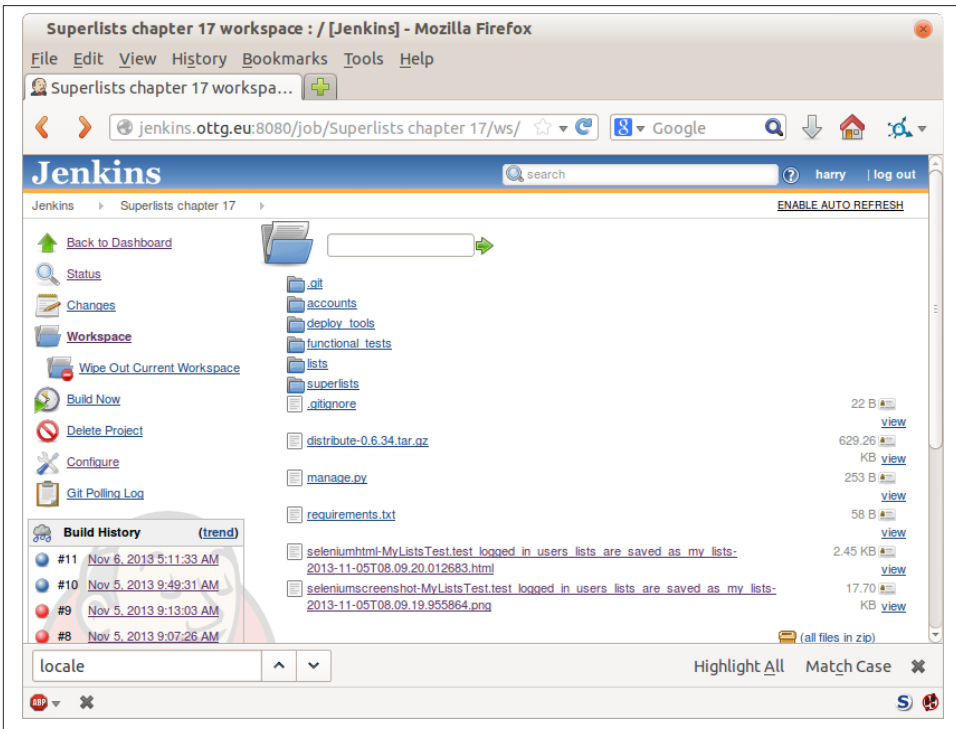 Superlists chapter 17 workspace : / [Jenkins] - Mozilla Firefox
File Edit View History Bookmarks Tools Help
Superlists chapter 17 workspa...
jenkins.ottg.eu:8080/job/Superlists chapter 17/ws/ Google
Jenkins search harry | log out
Jenkins Superlists chapter 17 ENABLE AUTO REFRESH
Back to Dashboard
Status
Changes
Workspace
Wipe Out Current Workspace
Build Now
Delete Project
Configure
Git Polling Log
Build History (trend)
#11 Nov 6, 2013 5:11:33 AM
#10 Nov 5, 2013 9:49:31 AM
#9 Nov 5, 2013 9:13:03 AM
#8 Nov 5, 2013 9:07:26 AM
.git
accounts
deploy_tools
functional_tests
lists
superlists
.gitignore 22 B
view
distribute-0.6.34.tar.gz 629.26
KB view
manage.py 253 B
view
requirements.txt 58 B
view
seleniumhtml-MyListsTest.test_logged_in_users_lists_are_saved_as_my_lists- 2.45 KB
2013-11-05T08.09.20.012683.html view
seleniumscreenshot-MyListsTest.test_logged_in_users_lists_are_saved_as_my_lists- 17.70
2013-11-05T08.09.19.955864.png KB view
(all files in zip)
locale Highlight All Match Case
ABP S